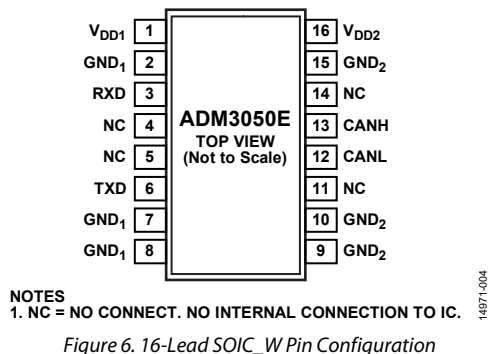 VDD1 1 16 VDD2
GND1 2 15 GND2
RXD 3 14 NC
NC 4 ADM3050E 13 CANH
TOP VIEW
NC 5 (Not to Scale) 12 CANL
TXD 6 11 NC
GND1 7 10 GND2
GND1 8 9 GND2
NOTES
1. NC = NO CONNECT. NO INTERNAL CONNECTION TO IC.
14971-004
Figure 6. 16-Lead SOIC_W Pin Configuration